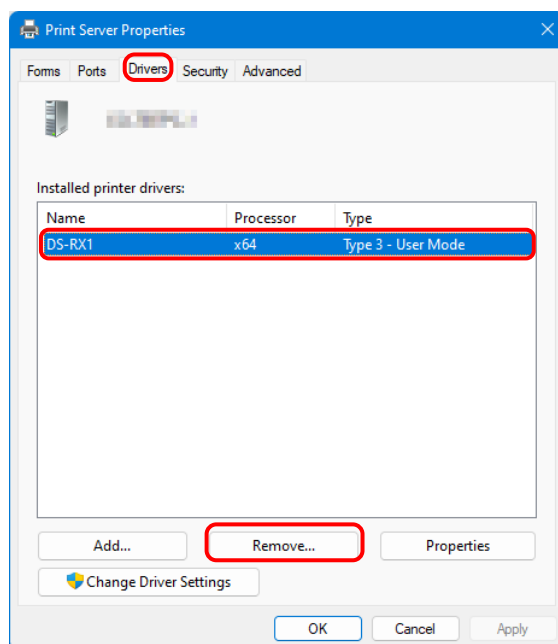 Print Server Properties
Forms Ports Drivers Security Advanced
Installed printer drivers:
Name Processor Type
DS-RX1 x64 Type 3 - User Mode
Add... Remove... Properties
Change Driver Settings
OK Cancel Apply